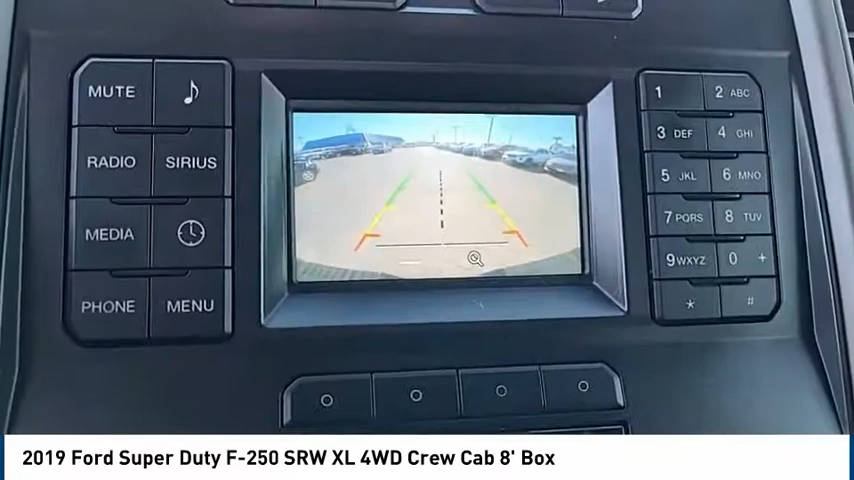 MUTE
RADIO SIRIUS
MEDIA
PHONE MENU
1 2 ABC
3 DEF 4 GHI
5 JKL 6 MNO
7 PQRS 8 TUV
9 WXYZ 0 +
* #
2019 Ford Super Duty F-250 SRW XL 4WD Crew Cab 8' Box